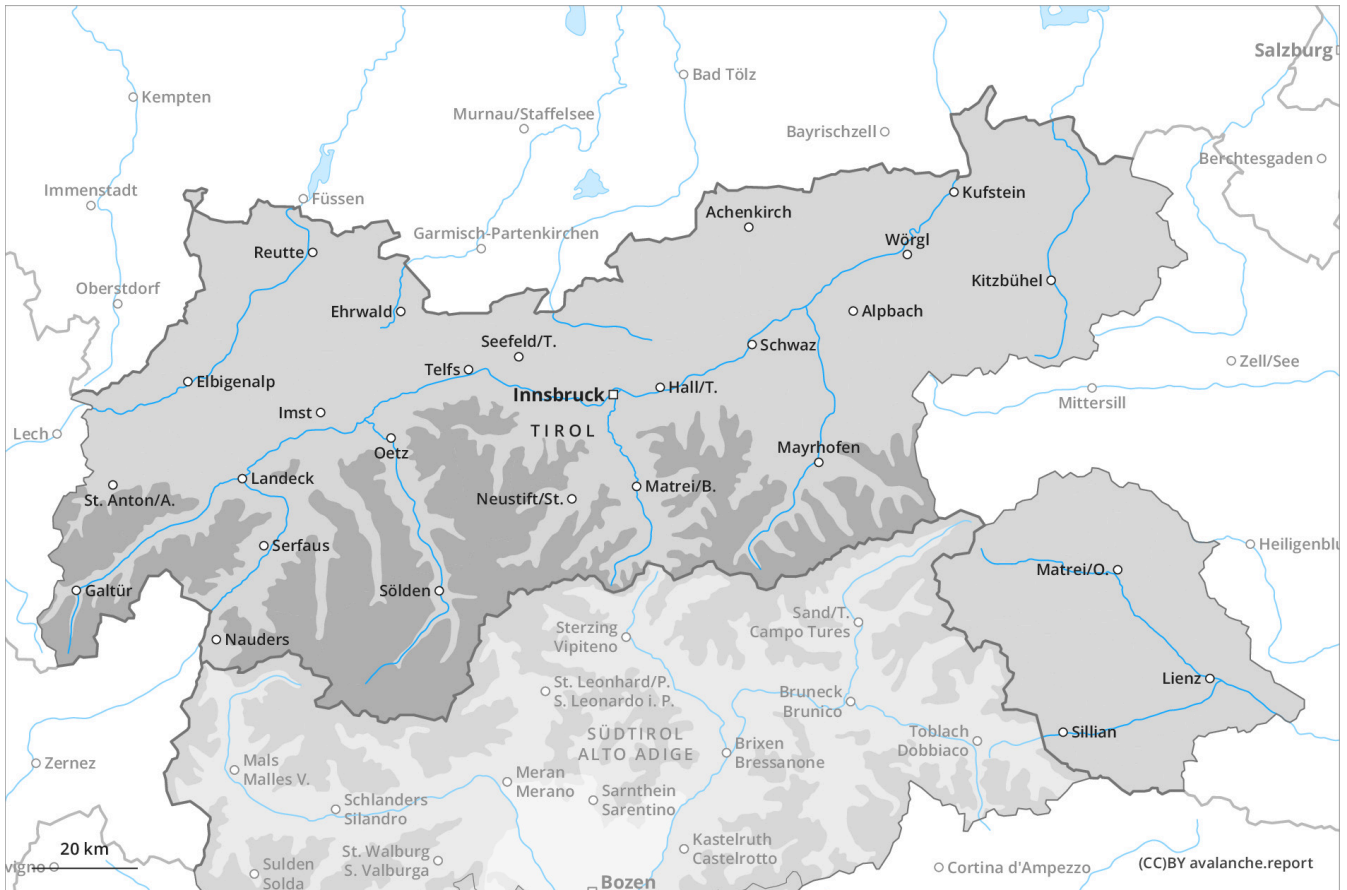 Salzburg
Bad Tölz
Kempten
Murnau/Staffelsee
Bayrischzell
Berchtesgaden
Immenstadt
Füssen
Kufstein
Achenkirch
Garmisch-Partenkirchen
Wörgl
Reutte
Kitzbühel
Oberstdorf
Ehrwald
Alpbach
Seefeld/T.
Schwaz
Zell/See
Telfs
Elbigenalp
Innsbruck
Hall/T.
Mittersill
Imst
TIROL
Lech
Oetz
Mayrhofen
Landeck
Matrei/B.
St. Anton/A.
Neustift/St.
Serfaus
Heiligenblu
Matrei/O.
Galtür
Sölden
Sand/T.
Campo Tures
Sterzing
Vipiteno
Nauders
Lienz
St. Leonhard/P.
S. Leonardo i. P.
Bruneck
Brunico
SÜDTIROL
ALTO ADIGE
Toblach
Dobbiaco
Sillian
Brixen
Bressanone
Zernez
Mals
Malles V.
Meran
Merano
Sarnthein
Sarentino
Schlanders
Silandro
Kastelruth
Castelrotto
20 km
St. Walburg
S. Valburga
vigno
Sulden
Solda
Cortina d'Ampezzo
(CC)BY avalanche.report
Bozen